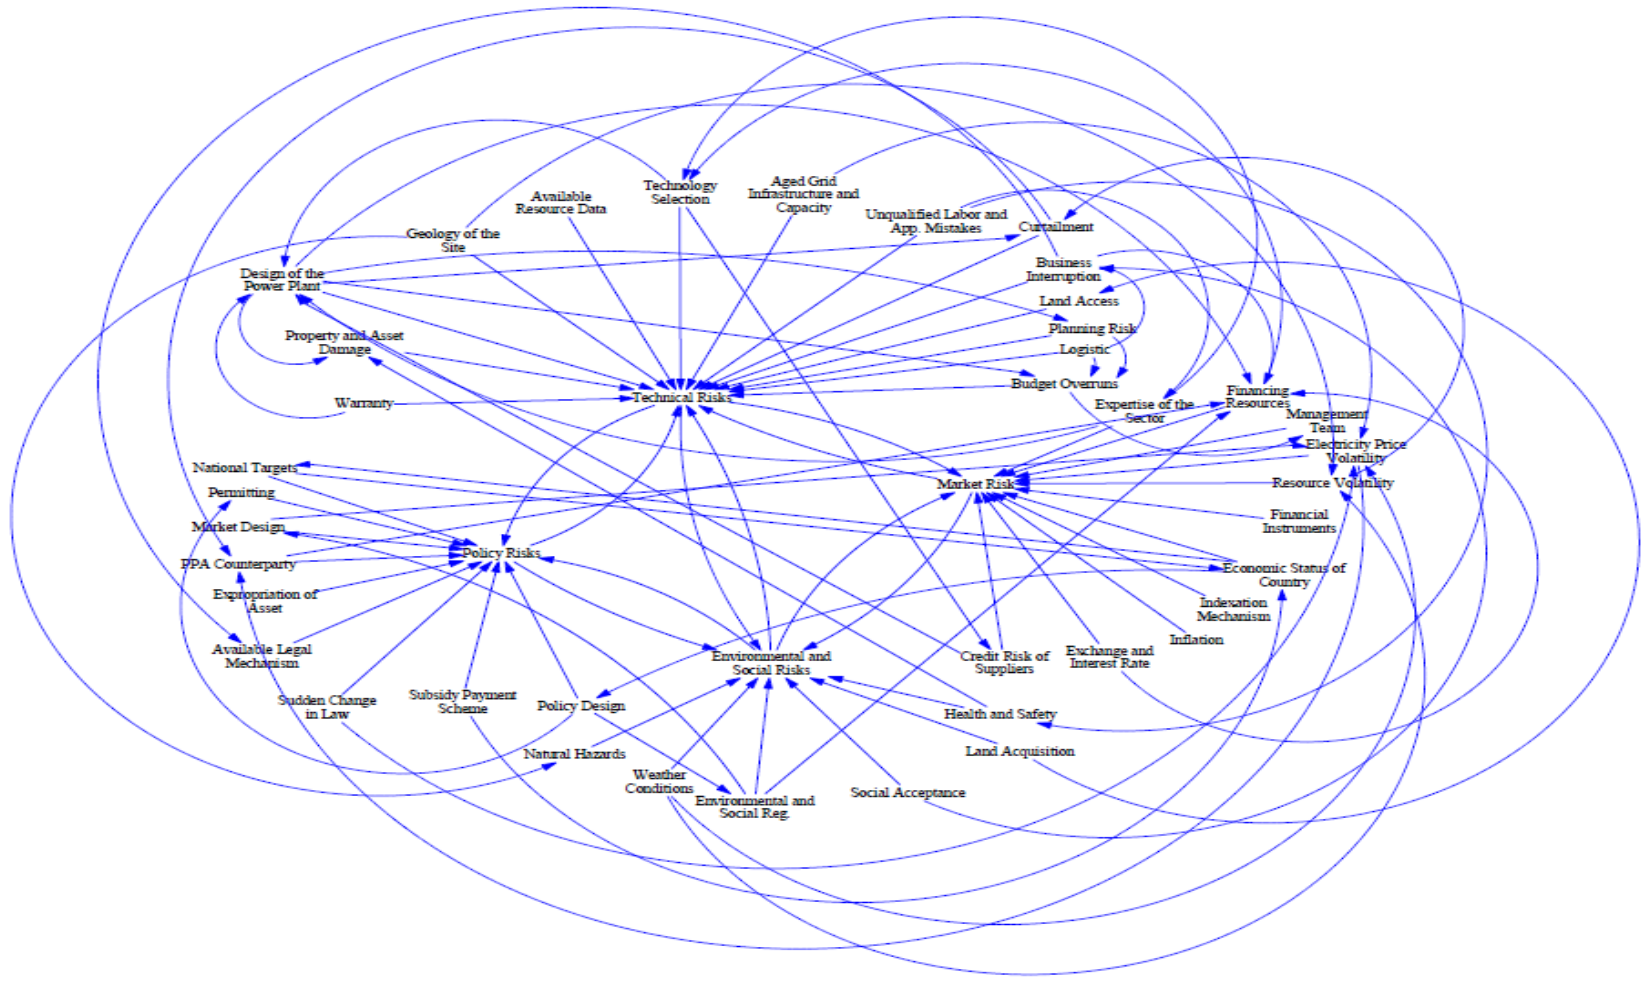 Technology
Selection
Aged Grid
Infrastructure and
Capacity
Available
Resource Data
Unqualified Labor and
App. Mistakes
Curtailment
Geology of the
Site
Business
Interruption
Design of the
Power Plant
Land Access
Planning Risk
Property and Asset
Damage
Logistic
Budget Overruns
Technical Risks
Warranty
Expertise of the
Sector
Financing
Resources
Management
Team
Electricity Price
Volatility
National Targets
Market Risk
Resource Volatility
Permitting
Financial
Instruments
Market Design
Policy Risks
PPA Counterparty
Economic Status of
Country
Expropriation of
Asset
Indexation
Mechanism
Inflation
Available Legal
Mechanism
Environmental and
Social Risks
Credit Risk of
Suppliers
Exchange and
Interest Rate
Sudden Change
in Law
Subsidy Payment
Scheme
Policy Design
Health and Safety
Natural Hazards
Land Acquisition
Weather
Conditions
Environmental and
Social Reg.
Social Acceptance